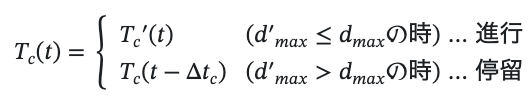 T_c(t) = { T_c′(t) (d′_max ≤ d_maxの時) … 進行
T_c(t − Δt_c) (d′_max > d_maxの時) … 停留